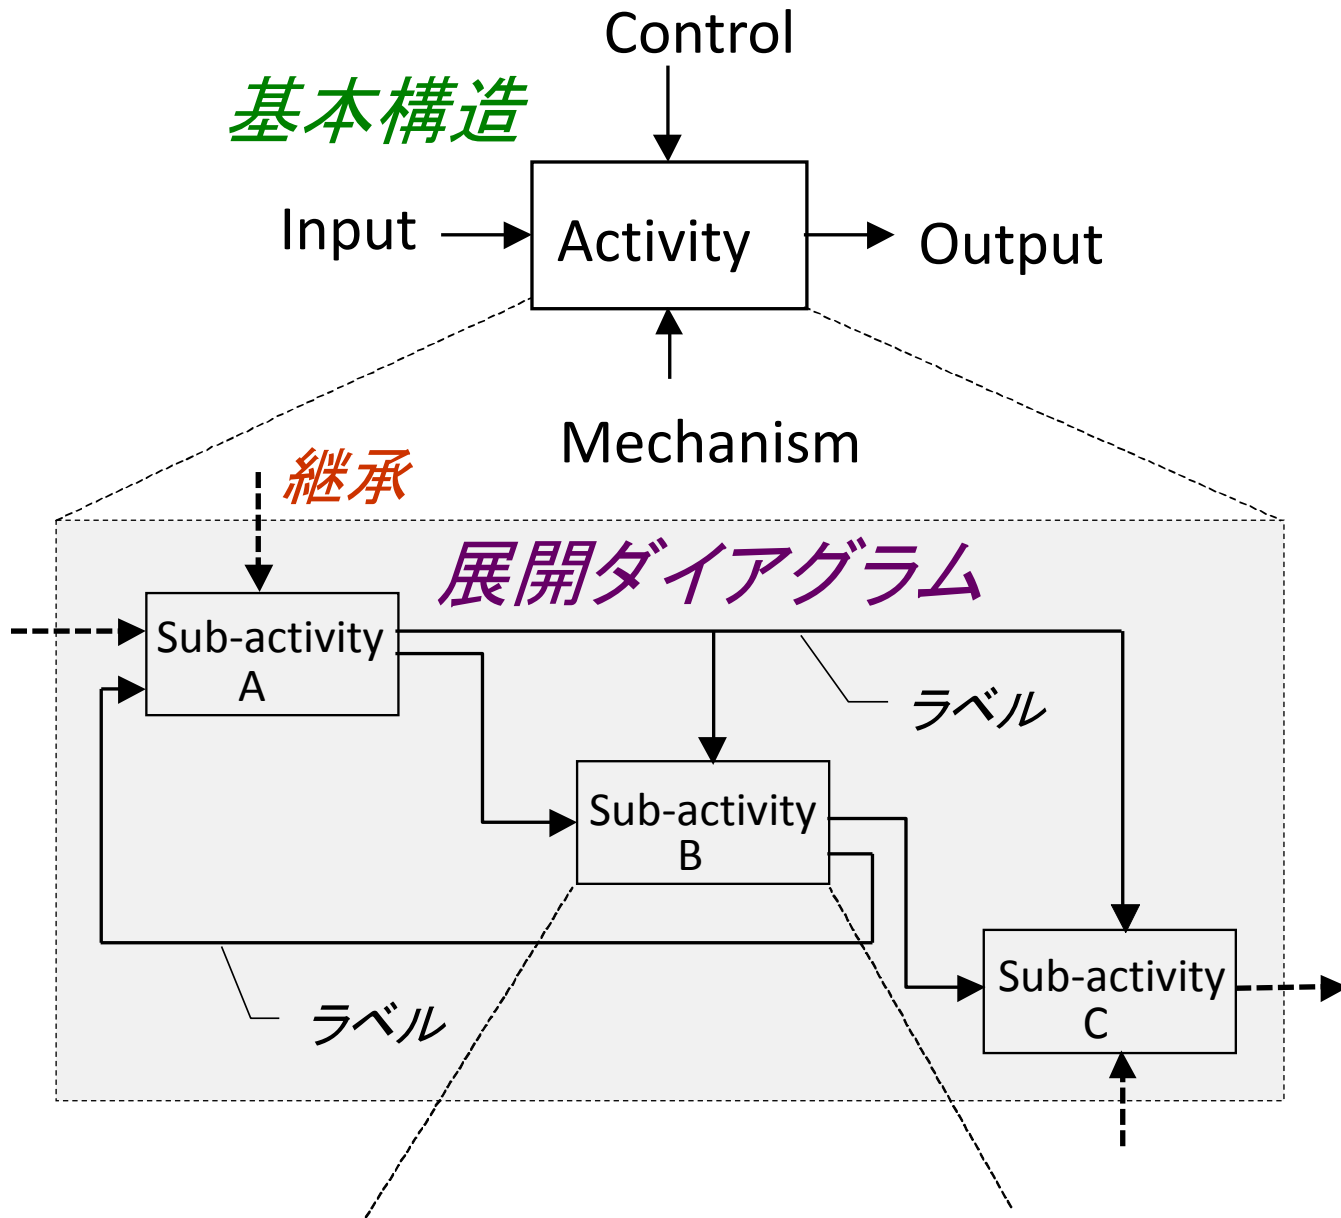 Control
基本構造
Input
Activity
Output
Mechanism
継承
展開ダイアグラム
Sub-activity
A
ラベル
Sub-activity
B
Sub-activity
C
ラベル